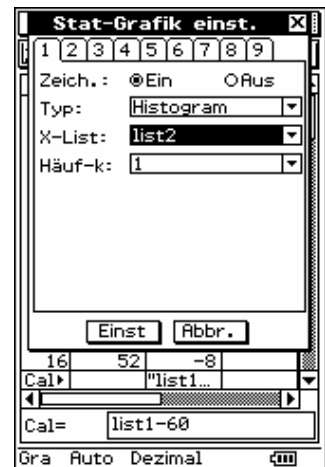 Stat-Grafik einst.
1 2 3 4 5 6 7 8 9
Zeich.: Ein Aus
Typ: Histogram
X-List: list2
Häuf-k: 1
Einst Abbr.
16 52 -8
Cal "list1...
Cal= list1-60
Gra Auto Dezimal